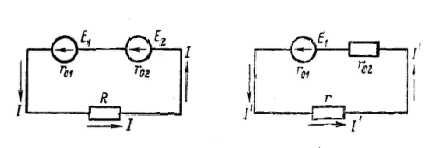 E₁ E₂ I
r₀₁ r₀₂
I R
I
E₁ I'
r₀₁ r₀₂
I' r
I'